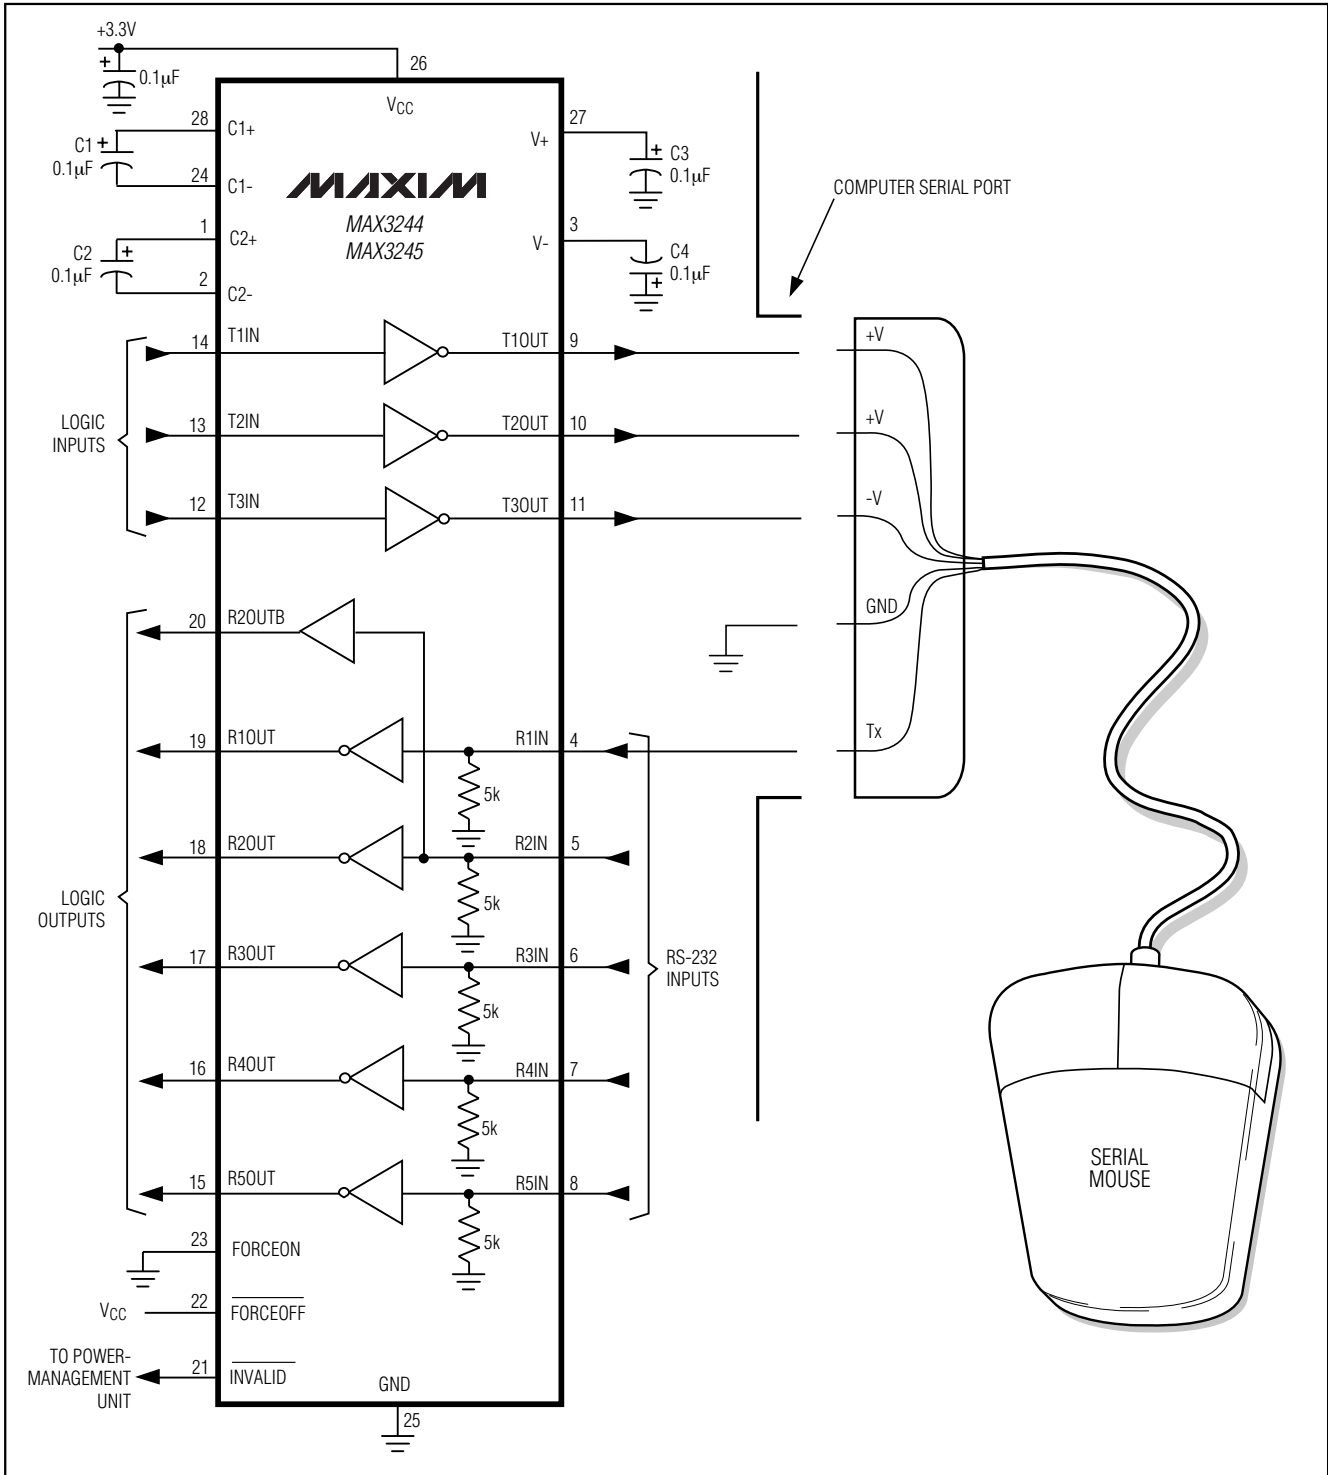 +3.3V
+
0.1µF
26
VCC
28
C1+
C1
+
0.1µF
24
C1-
1
C2+
C2
+
0.1µF
2
C2-
MAXIM
MAX3244
MAX3245
27
V+
+
C3
0.1µF
3
V-
C4
0.1µF
+
COMPUTER SERIAL PORT
LOGIC
INPUTS
14
T1IN
T1OUT
9
+V
13
T2IN
T2OUT
10
+V
12
T3IN
T3OUT
11
-V
20
R2OUTB
GND
19
R1OUT
R1IN
4
Tx
5k
18
R2OUT
R2IN
5
5k
LOGIC
OUTPUTS
17
R3OUT
R3IN
6
5k
RS-232
INPUTS
16
R4OUT
R4IN
7
5k
15
R5OUT
R5IN
8
5k
23
FORCEON
VCC
22
FORCEOFF
TO POWER-
MANAGEMENT
UNIT
21
INVALID
GND
25
SERIAL
MOUSE